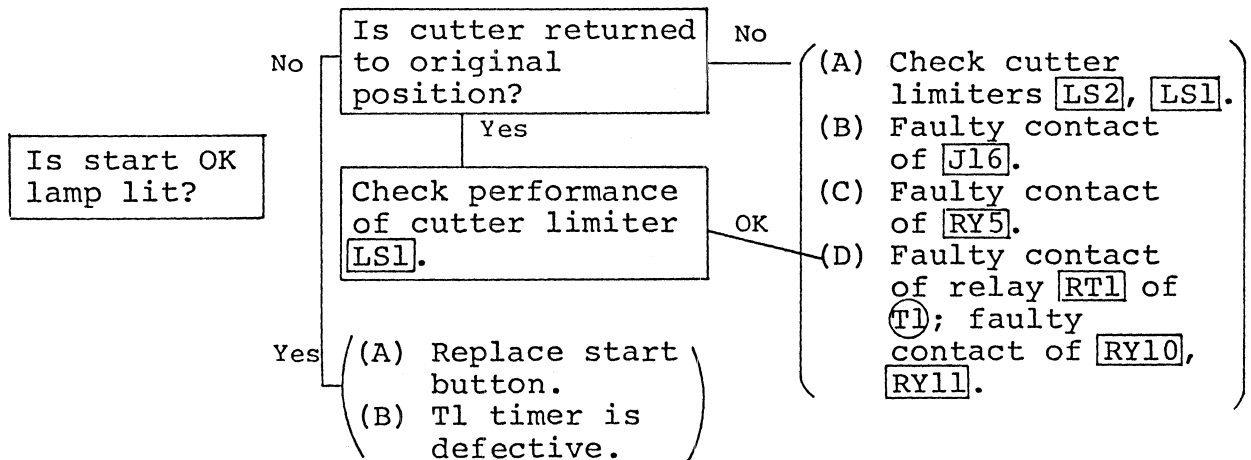 Is start OK
lamp lit?
No
Is cutter returned
to original
position?
No
Yes
Check performance
of cutter limiter
LS1.
OK
Yes
(A) Replace start
button.
(B) T1 timer is
defective.
(A) Check cutter
limiters LS2, LS1.
(B) Faulty contact
of J16.
(C) Faulty contact
of RY5.
(D) Faulty contact
of relay RT1 of
T1; faulty
contact of RY10,
RY11.